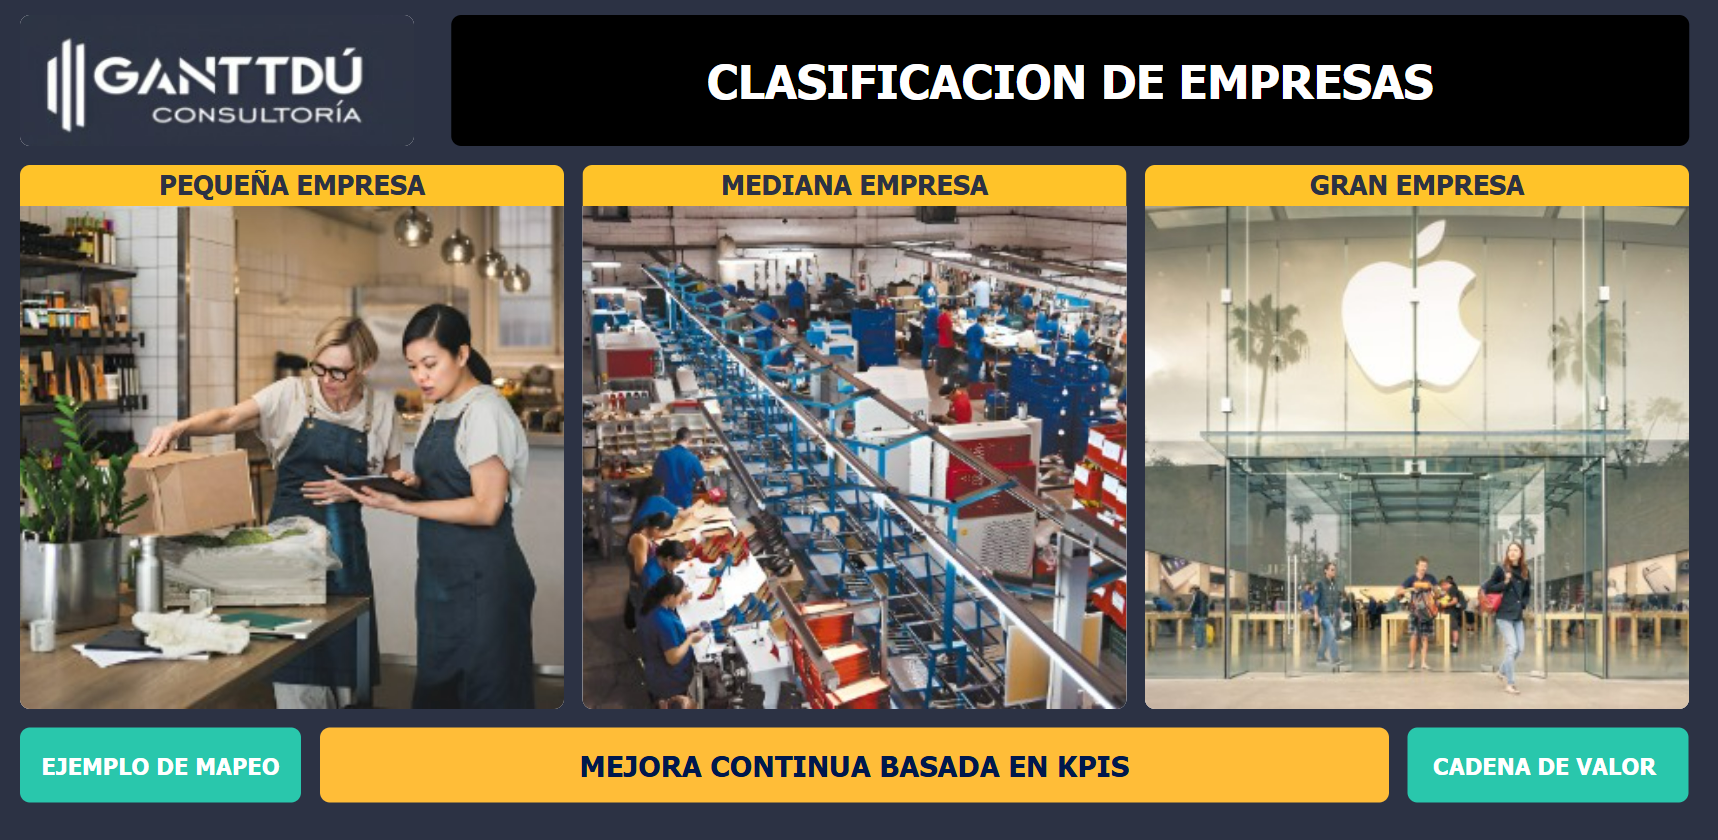 GANTTDÚ
CONSULTORÍA
CLASIFICACION DE EMPRESAS
PEQUEÑA EMPRESA
MEDIANA EMPRESA
GRAN EMPRESA
EJEMPLO DE MAPEO
MEJORA CONTINUA BASADA EN KPIS
CADENA DE VALOR